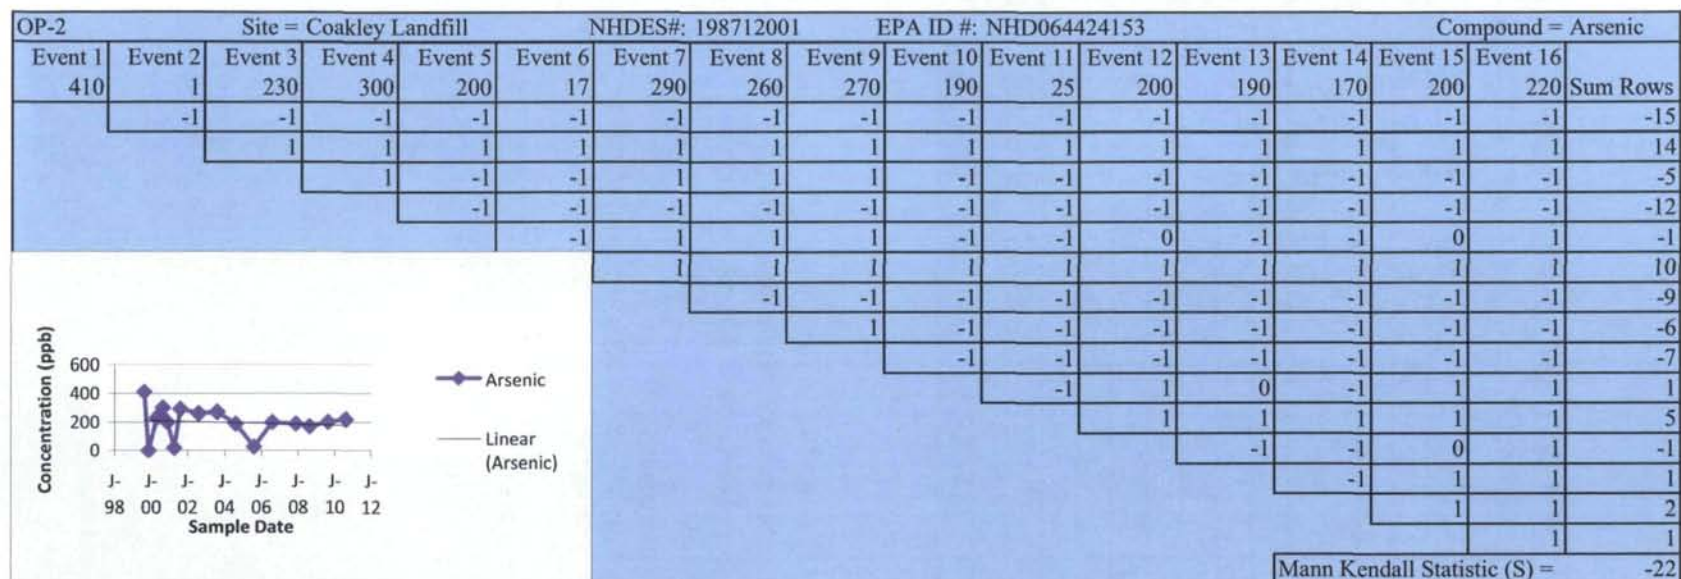 OP-2 Site = Coakley Landfill NHDES#: 198712001 EPA ID #: NHD064424153 Compound = Arsenic
Event 1 Event 2 Event 3 Event 4 Event 5 Event 6 Event 7 Event 8 Event 9 Event 10 Event 11 Event 12 Event 13 Event 14 Event 15 Event 16
410 1 230 300 200 17 290 260 270 190 25 200 190 170 200 220 Sum Rows
-1 -1 -1 -1 -1 -1 -1 -1 -1 -1 -1 -1 -1 -1 -1 -15
1 1 1 1 1 1 1 1 1 1 1 1 1 1 14
1 -1 -1 1 1 1 -1 -1 -1 -1 -1 -1 -1 -5
-1 -1 -1 -1 -1 -1 -1 -1 -1 -1 -1 -1 -12
-1 1 1 1 -1 -1 0 -1 -1 0 1 -1
1 1 1 1 1 1 1 1 1 1 10
-1 -1 -1 -1 -1 -1 -1 -1 -1 -9
1 -1 -1 -1 -1 -1 -1 -1 -6
-1 -1 -1 -1 -1 -1 -1 -7
-1 1 0 -1 1 1 1
1 1 1 1 1 5
-1 -1 0 1 -1
-1 1 1 1
1 1 2
1 1
Mann Kendall Statistic (S) = -22
Concentration (ppb)
600
400
200
0
J- J- J- J- J- J- J- J-
98 00 02 04 06 08 10 12
Sample Date
Arsenic
Linear
(Arsenic)